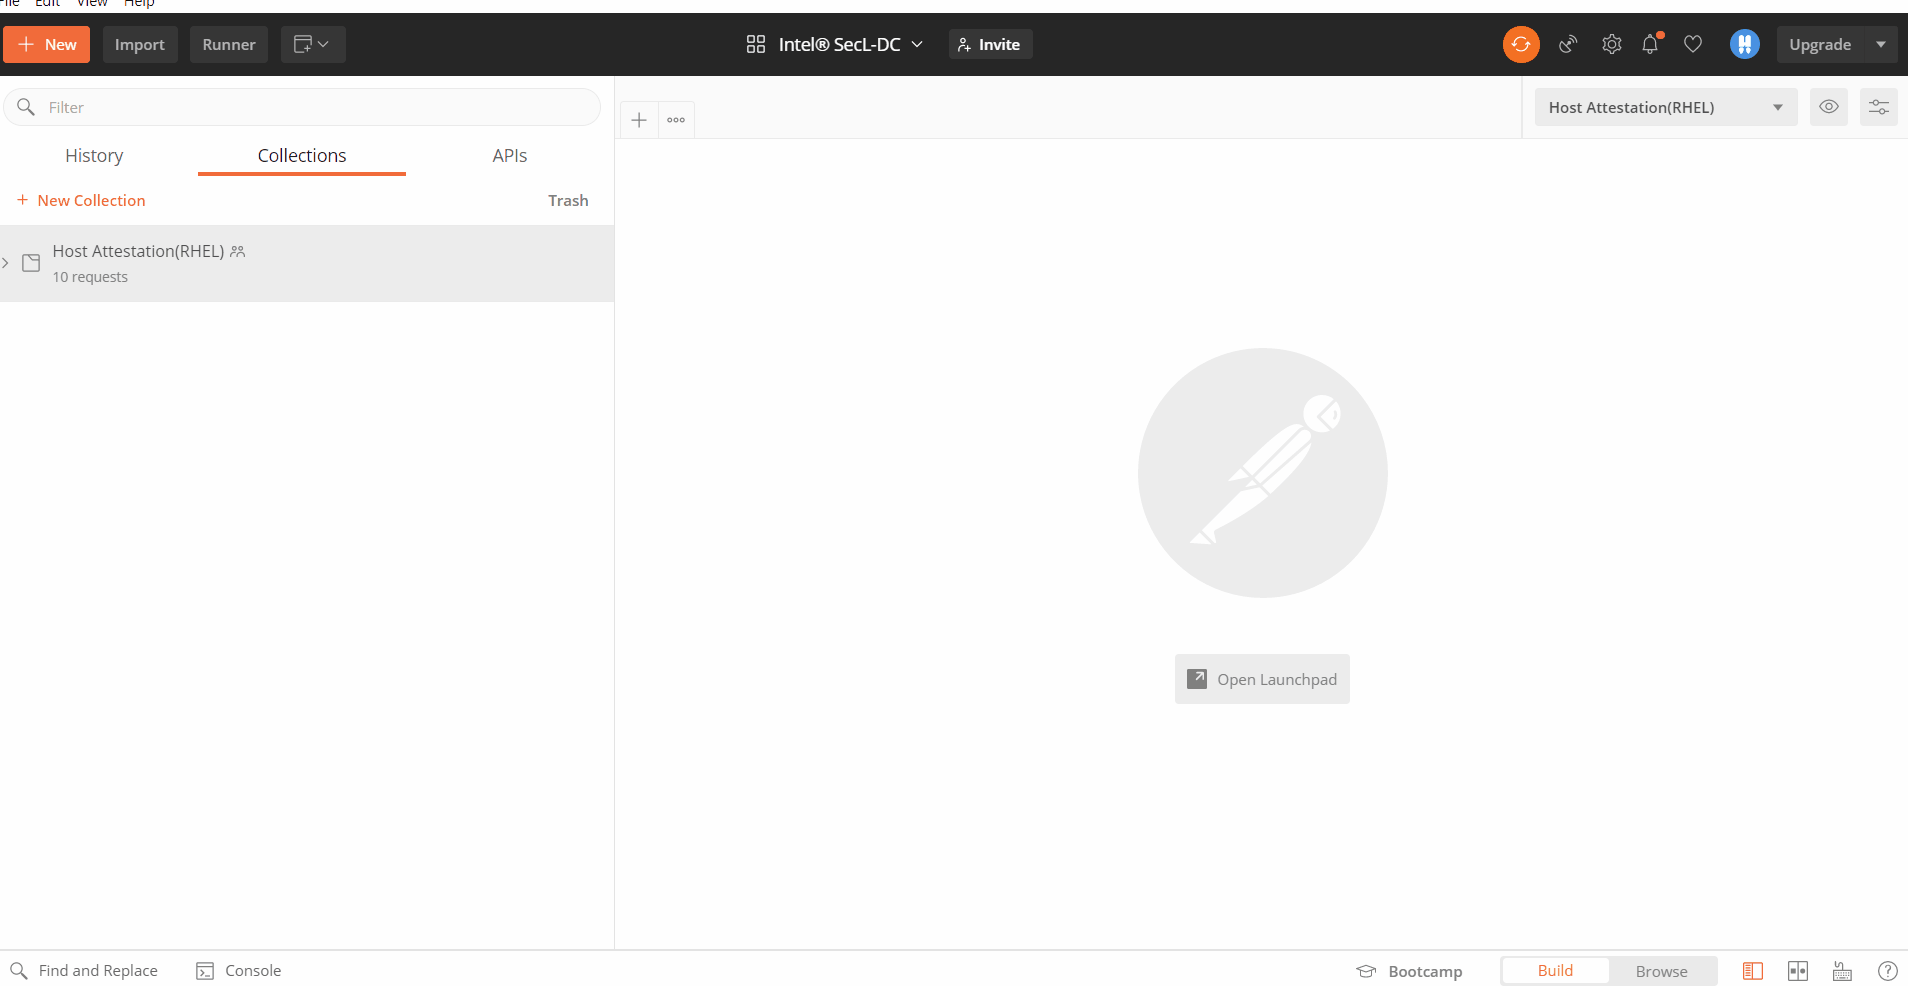 File Edit View Help
New Import Runner Intel® SecL-DC Invite Upgrade
Filter
Host Attestation(RHEL)
History Collections APIs
+ New Collection Trash
Host Attestation(RHEL)
10 requests
Open Launchpad
Find and Replace Console Bootcamp Build Browse